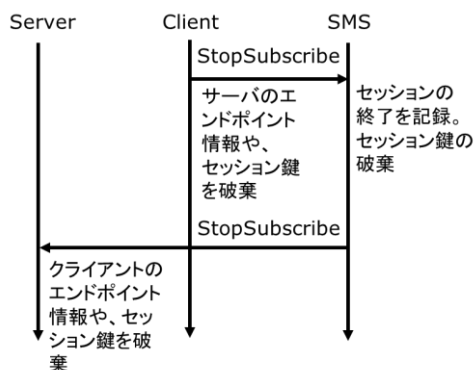 Server Client SMS
StopSubscribe
サーバのエ
ンドポイント
情報や、
セッション鍵
を破棄
セッションの
終了を記録。
セッション鍵の
破棄
StopSubscribe
クライアントの
エンドポイント
情報や、セッ
ション鍵を破
棄